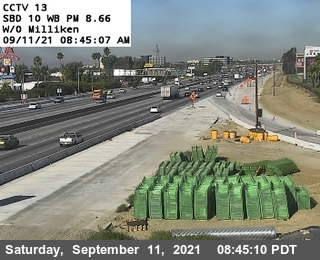 CCTV 13
SBD 10 WB PM 8.66
W/O Milliken
09/11/21 08:45:07 AM
Saturday, September 11, 2021 08:45:10 PDT